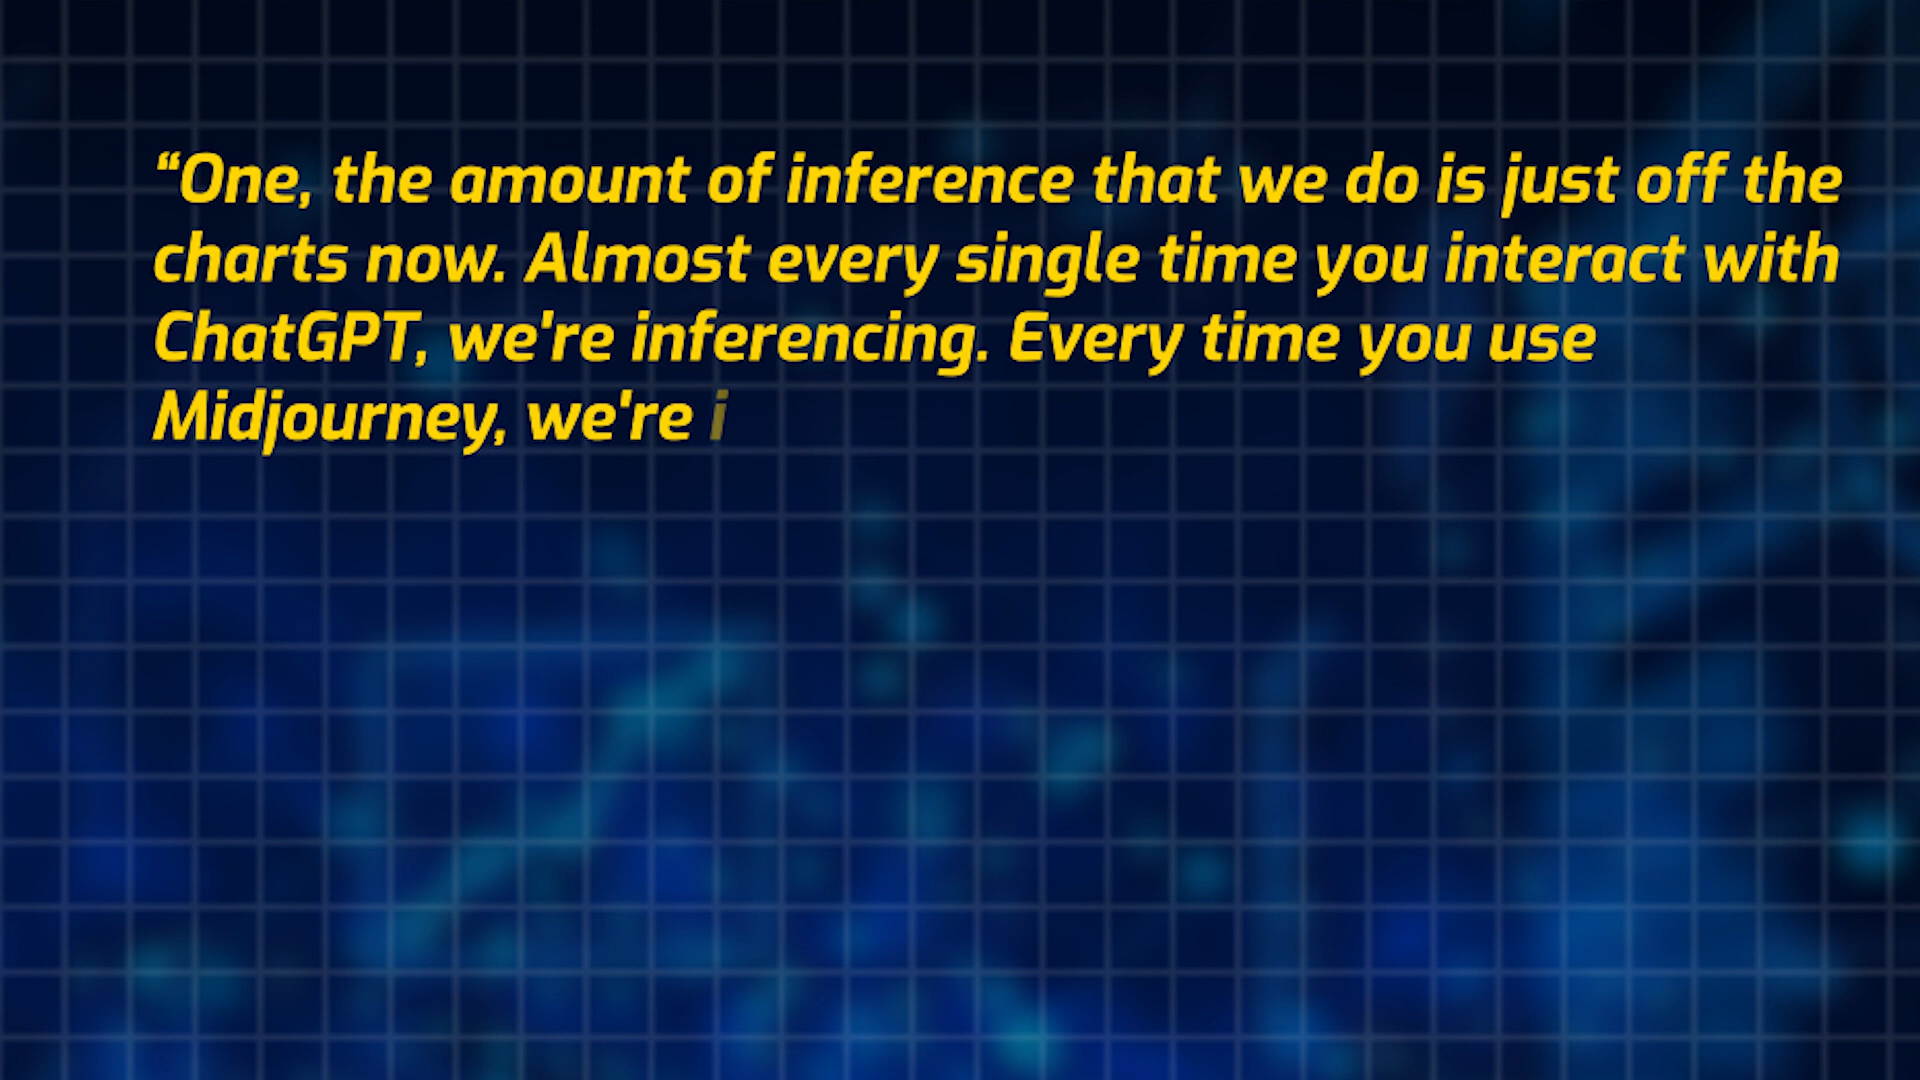 “One, the amount of inference that we do is just off the
charts now. Almost every single time you interact with
ChatGPT, we're inferencing. Every time you use
Midjourney, we're i